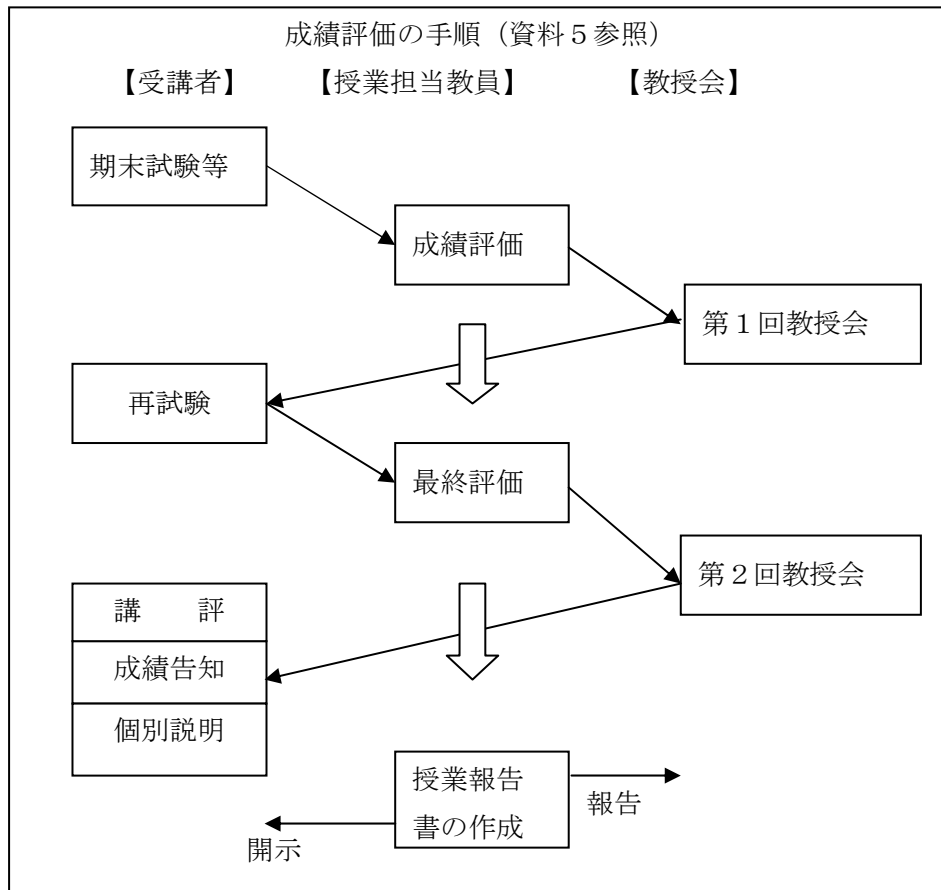 成績評価の手順（資料５参照）
【受講者】 【授業担当教員】 【教授会】
期末試験等
成績評価
第１回教授会
再試験
最終評価
第２回教授会
講　　評
成績告知
個別説明
授業報告
書の作成
報告
開示